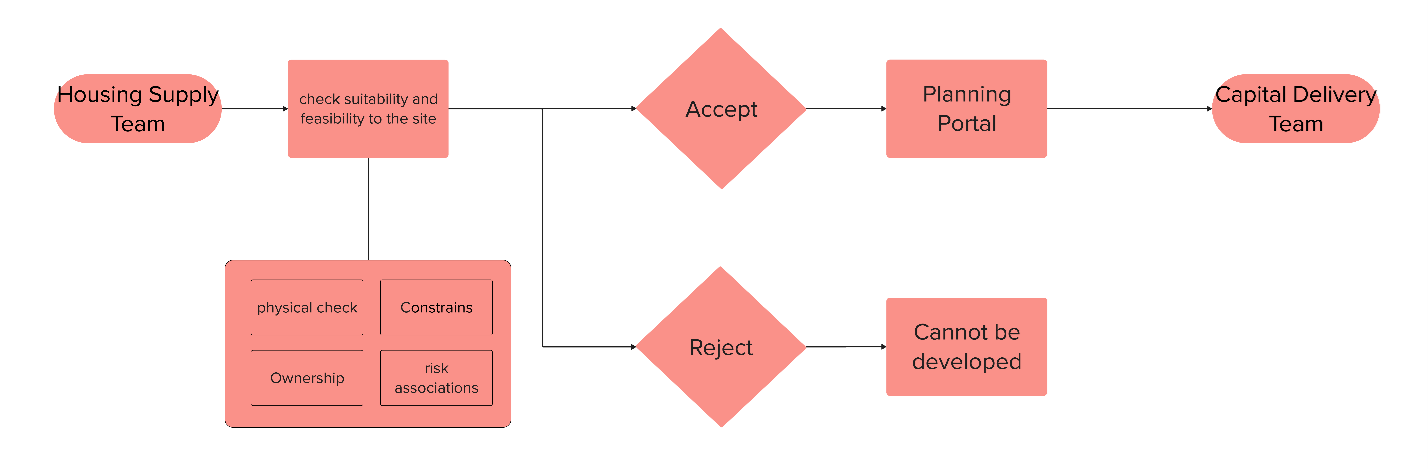 Housing Supply
Team
check suitability and
feasibility to the site
Accept
Planning
Portal
Capital Delivery
Team
physical check
Constrains
Ownership
risk
associations
Reject
Cannot be
developed